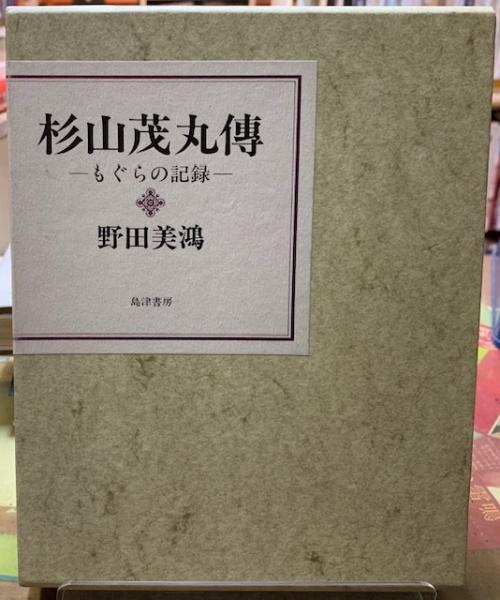 杉山茂丸傳
―もぐらの記録―
野田美鴻
島津書房